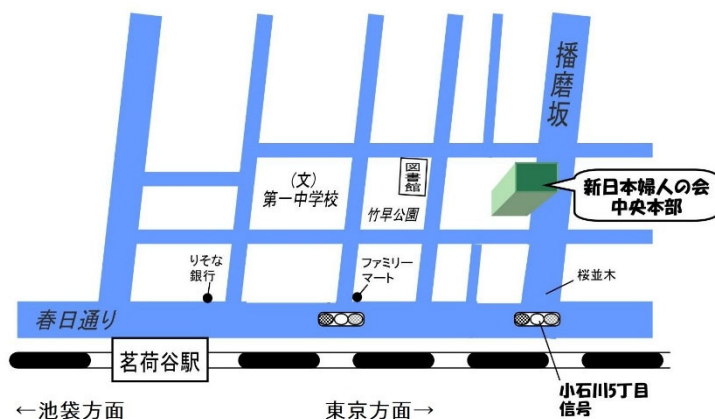 播磨坂
新日本婦人の会
中央本部
図書館
(文)
第一中学校
竹早公園
りそな
銀行
ファミリー
マート
桜並木
春日通り
茗荷谷駅
小石川5丁目
信号
←池袋方面
東京方面→